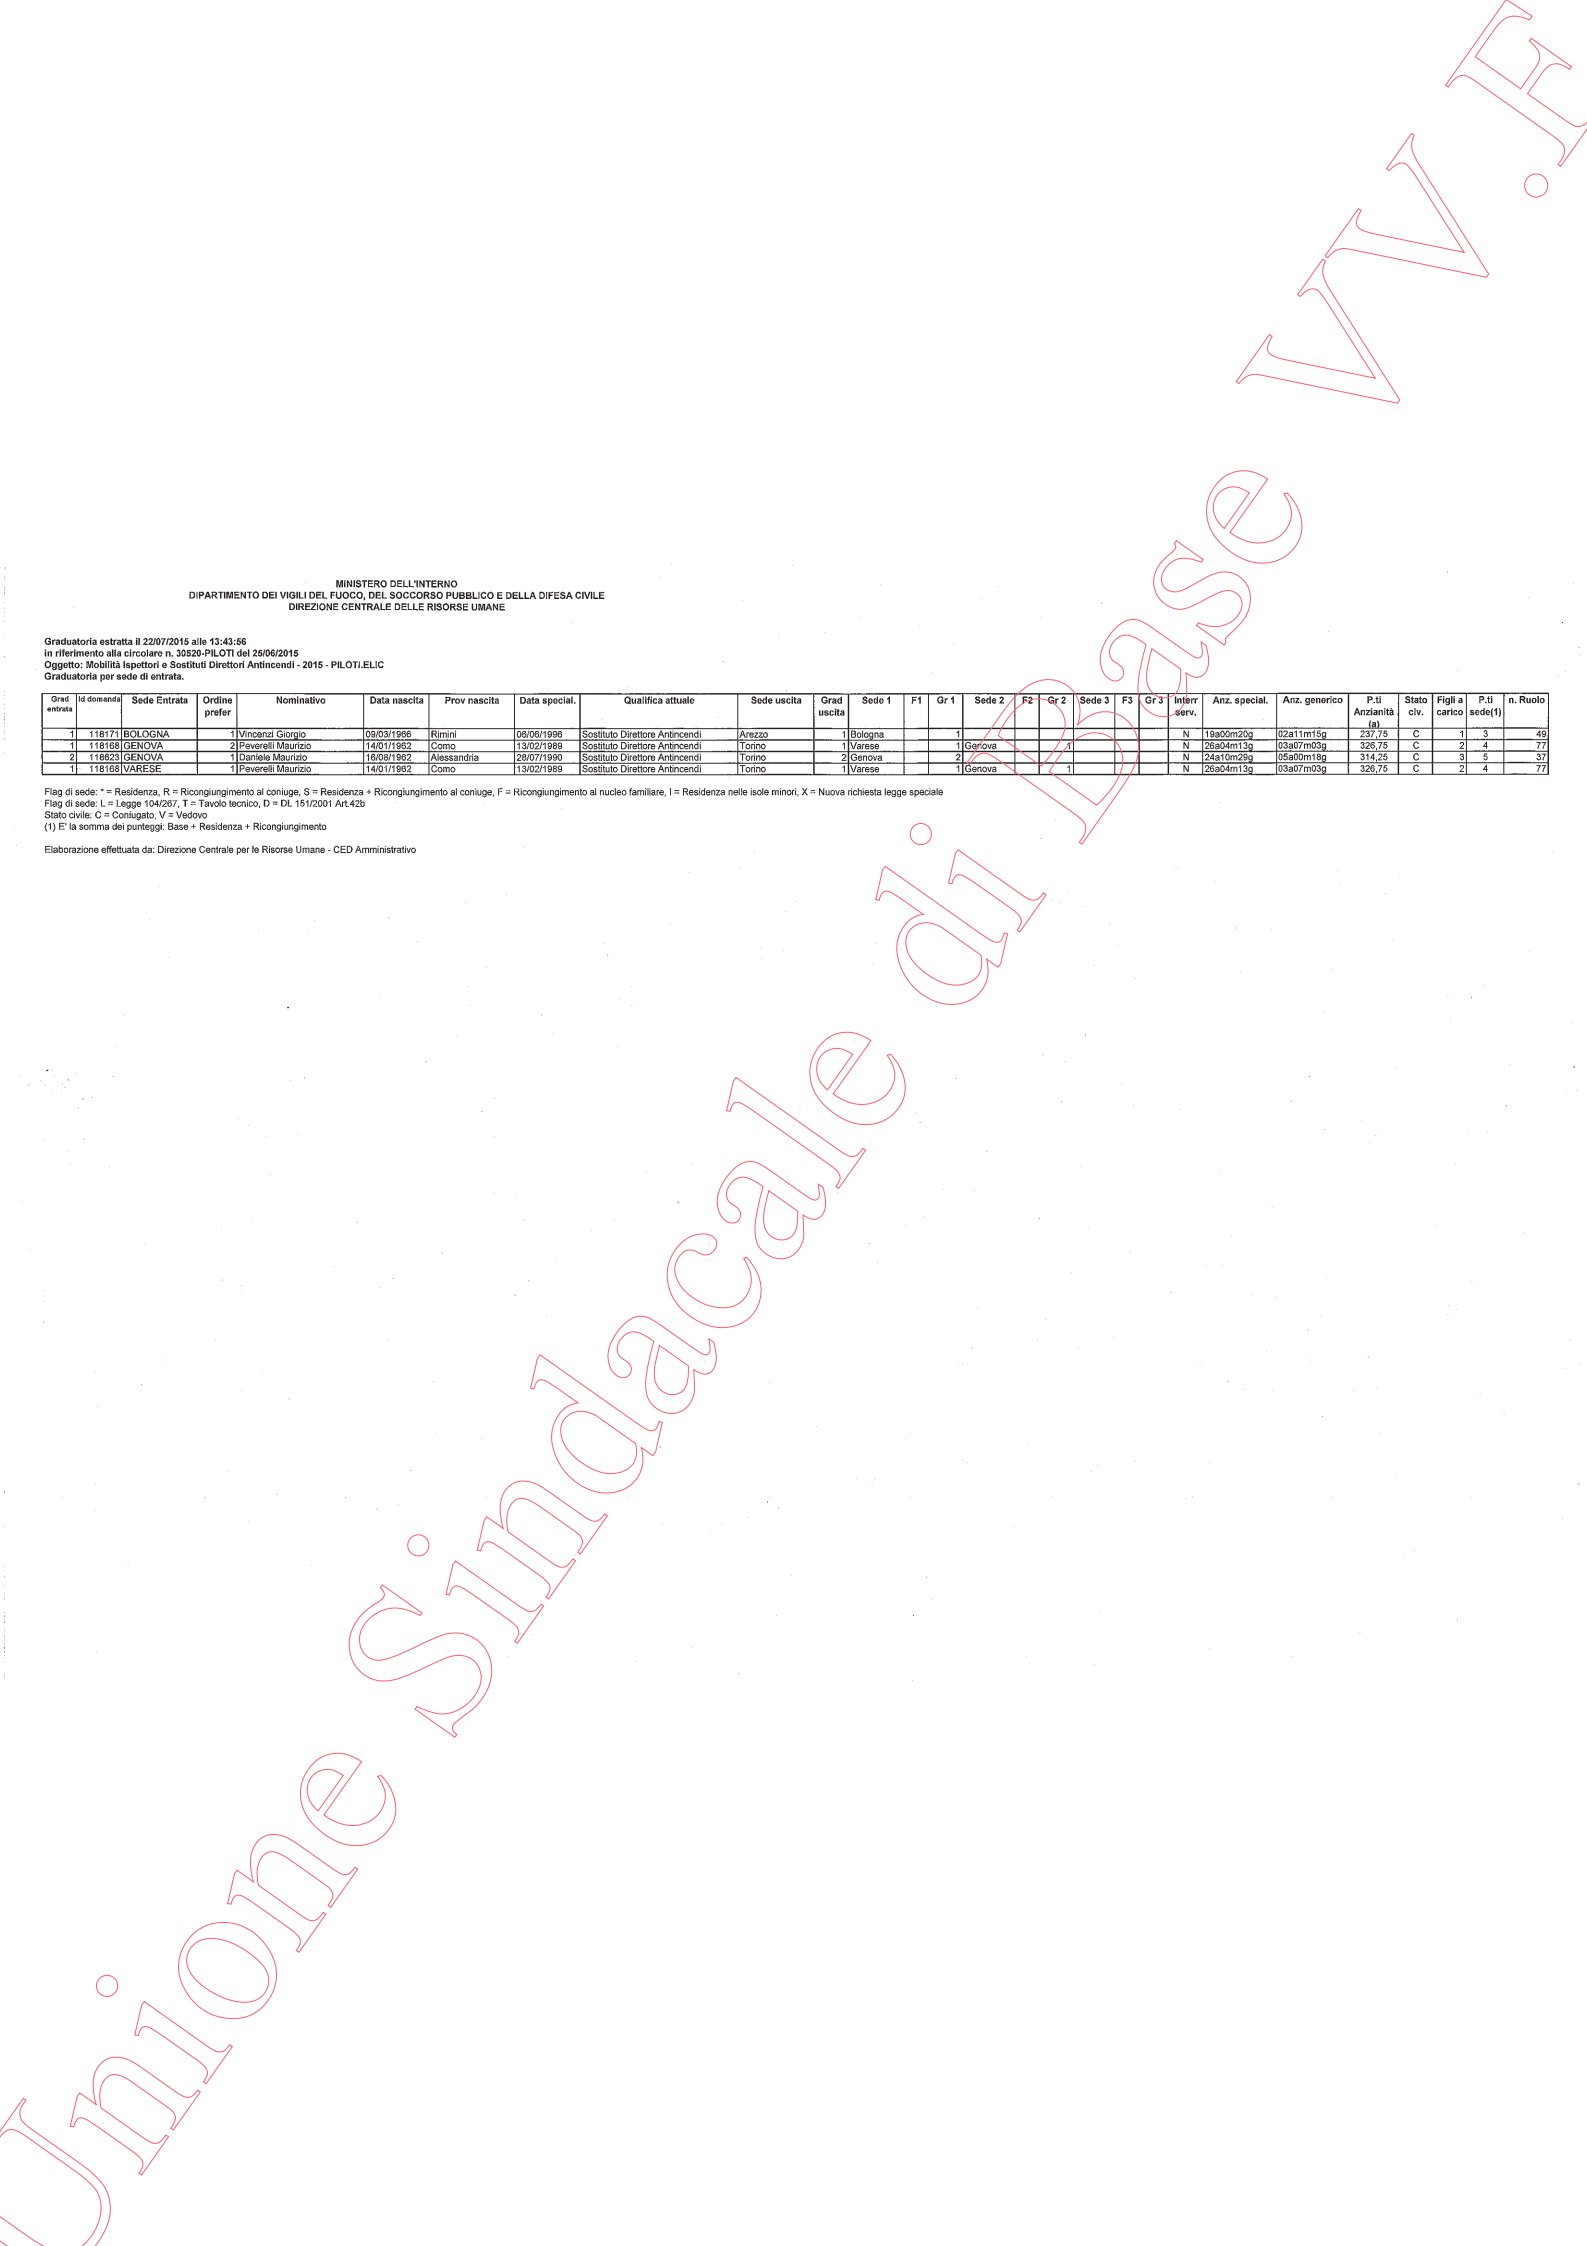 MINISTERO DELL'INTERNO
DIPARTIMENTO DEI VIGILI DEL FUOCO, DEL SOCCORSO PUBBLICO E DELLA DIFESA CIVILE
DIREZIONE CENTRALE DELLE RISORSE UMANE
Graduatoria estratta il 22/07/2015 alle 13:43:56
in riferimento alla circolare n. 30520-PILOTI del 25/06/2015
Oggetto: Mobilità Ispettori e Sostituti Direttori Antincendi - 2015 - PILOTI.ELIC
Graduatoria per sede di entrata.
Grad entrata Id domanda Sede Entrata Ordine prefer Nominativo Data nascita Prov nascita Data special. Qualifica attuale Sede uscita Grad uscita Sede 1 F1 Gr 1 Sede 2 F2 Gr 2 Sede 3 F3 Gr 3 Interr serv. Anz. special. Anz. generico P.ti Anzianità (a) Stato civ. Figli a carico P.ti sede(1) n. Ruolo
1 118171 BOLOGNA 1 Vincenzi Giorgio 09/03/1966 Rimini 06/06/1996 Sostituto Direttore Antincendi Arezzo 1 Bologna 1 N 19a00m20g 02a11m15g 237,75 C 1 3 49
1 118168 GENOVA 2 Peverelli Maurizio 14/01/1962 Como 13/02/1989 Sostituto Direttore Antincendi Torino 1 Varese 1 Genova 1 N 26a04m13g 03a07m03g 326,75 C 2 4 77
2 118623 GENOVA 1 Daniele Maurizio 16/08/1962 Alessandria 28/07/1990 Sostituto Direttore Antincendi Torino 2 Genova 2 N 24a10m29g 05a00m18g 314,25 C 3 5 37
1 118168 VARESE 1 Peverelli Maurizio 14/01/1962 Como 13/02/1989 Sostituto Direttore Antincendi Torino 1 Varese 1 Genova 1 N 26a04m13g 03a07m03g 326,75 C 2 4 77
Flag di sede: * = Residenza, R = Ricongiungimento al coniuge, S = Residenza + Ricongiungimento al coniuge, F = Ricongiungimento al nucleo familiare, I = Residenza nelle isole minori, X = Nuova richiesta legge speciale
Flag di sede: L = Legge 104/267, T = Tavolo tecnico, D = DL 151/2001 Art.42b
Stato civile: C = Coniugato, V = Vedovo
(1) E' la somma dei punteggi: Base + Residenza + Ricongiungimento
Elaborazione effettuata da: Direzione Centrale per le Risorse Umane - CED Amministrativo
Unione Sindacale di Base VV.F